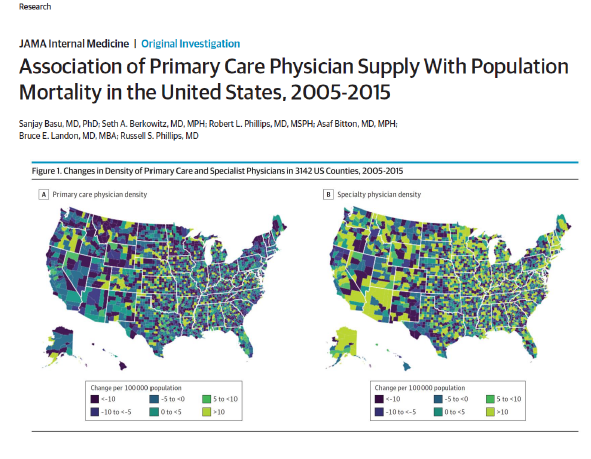 Research
JAMA Internal Medicine | Original Investigation
Association of Primary Care Physician Supply With Population
Mortality in the United States, 2005-2015
Sanjay Basu, MD, PhD; Seth A. Berkowitz, MD, MPH; Robert L. Phillips, MD, MSPH; Asaf Bitton, MD, MPH;
Bruce E. Landon, MD, MBA; Russell S. Phillips, MD
Figure 1. Changes in Density of Primary Care and Specialist Physicians in 3142 US Counties, 2005-2015
A Primary care physician density
B Specialty physician density
Change per 100 000 population
<-10 -5 to <0 5 to <10
-10 to <-5 0 to <5 >10
Change per 100 000 population
<-10 -5 to <0 5 to <10
-10 to <-5 0 to <5 >10